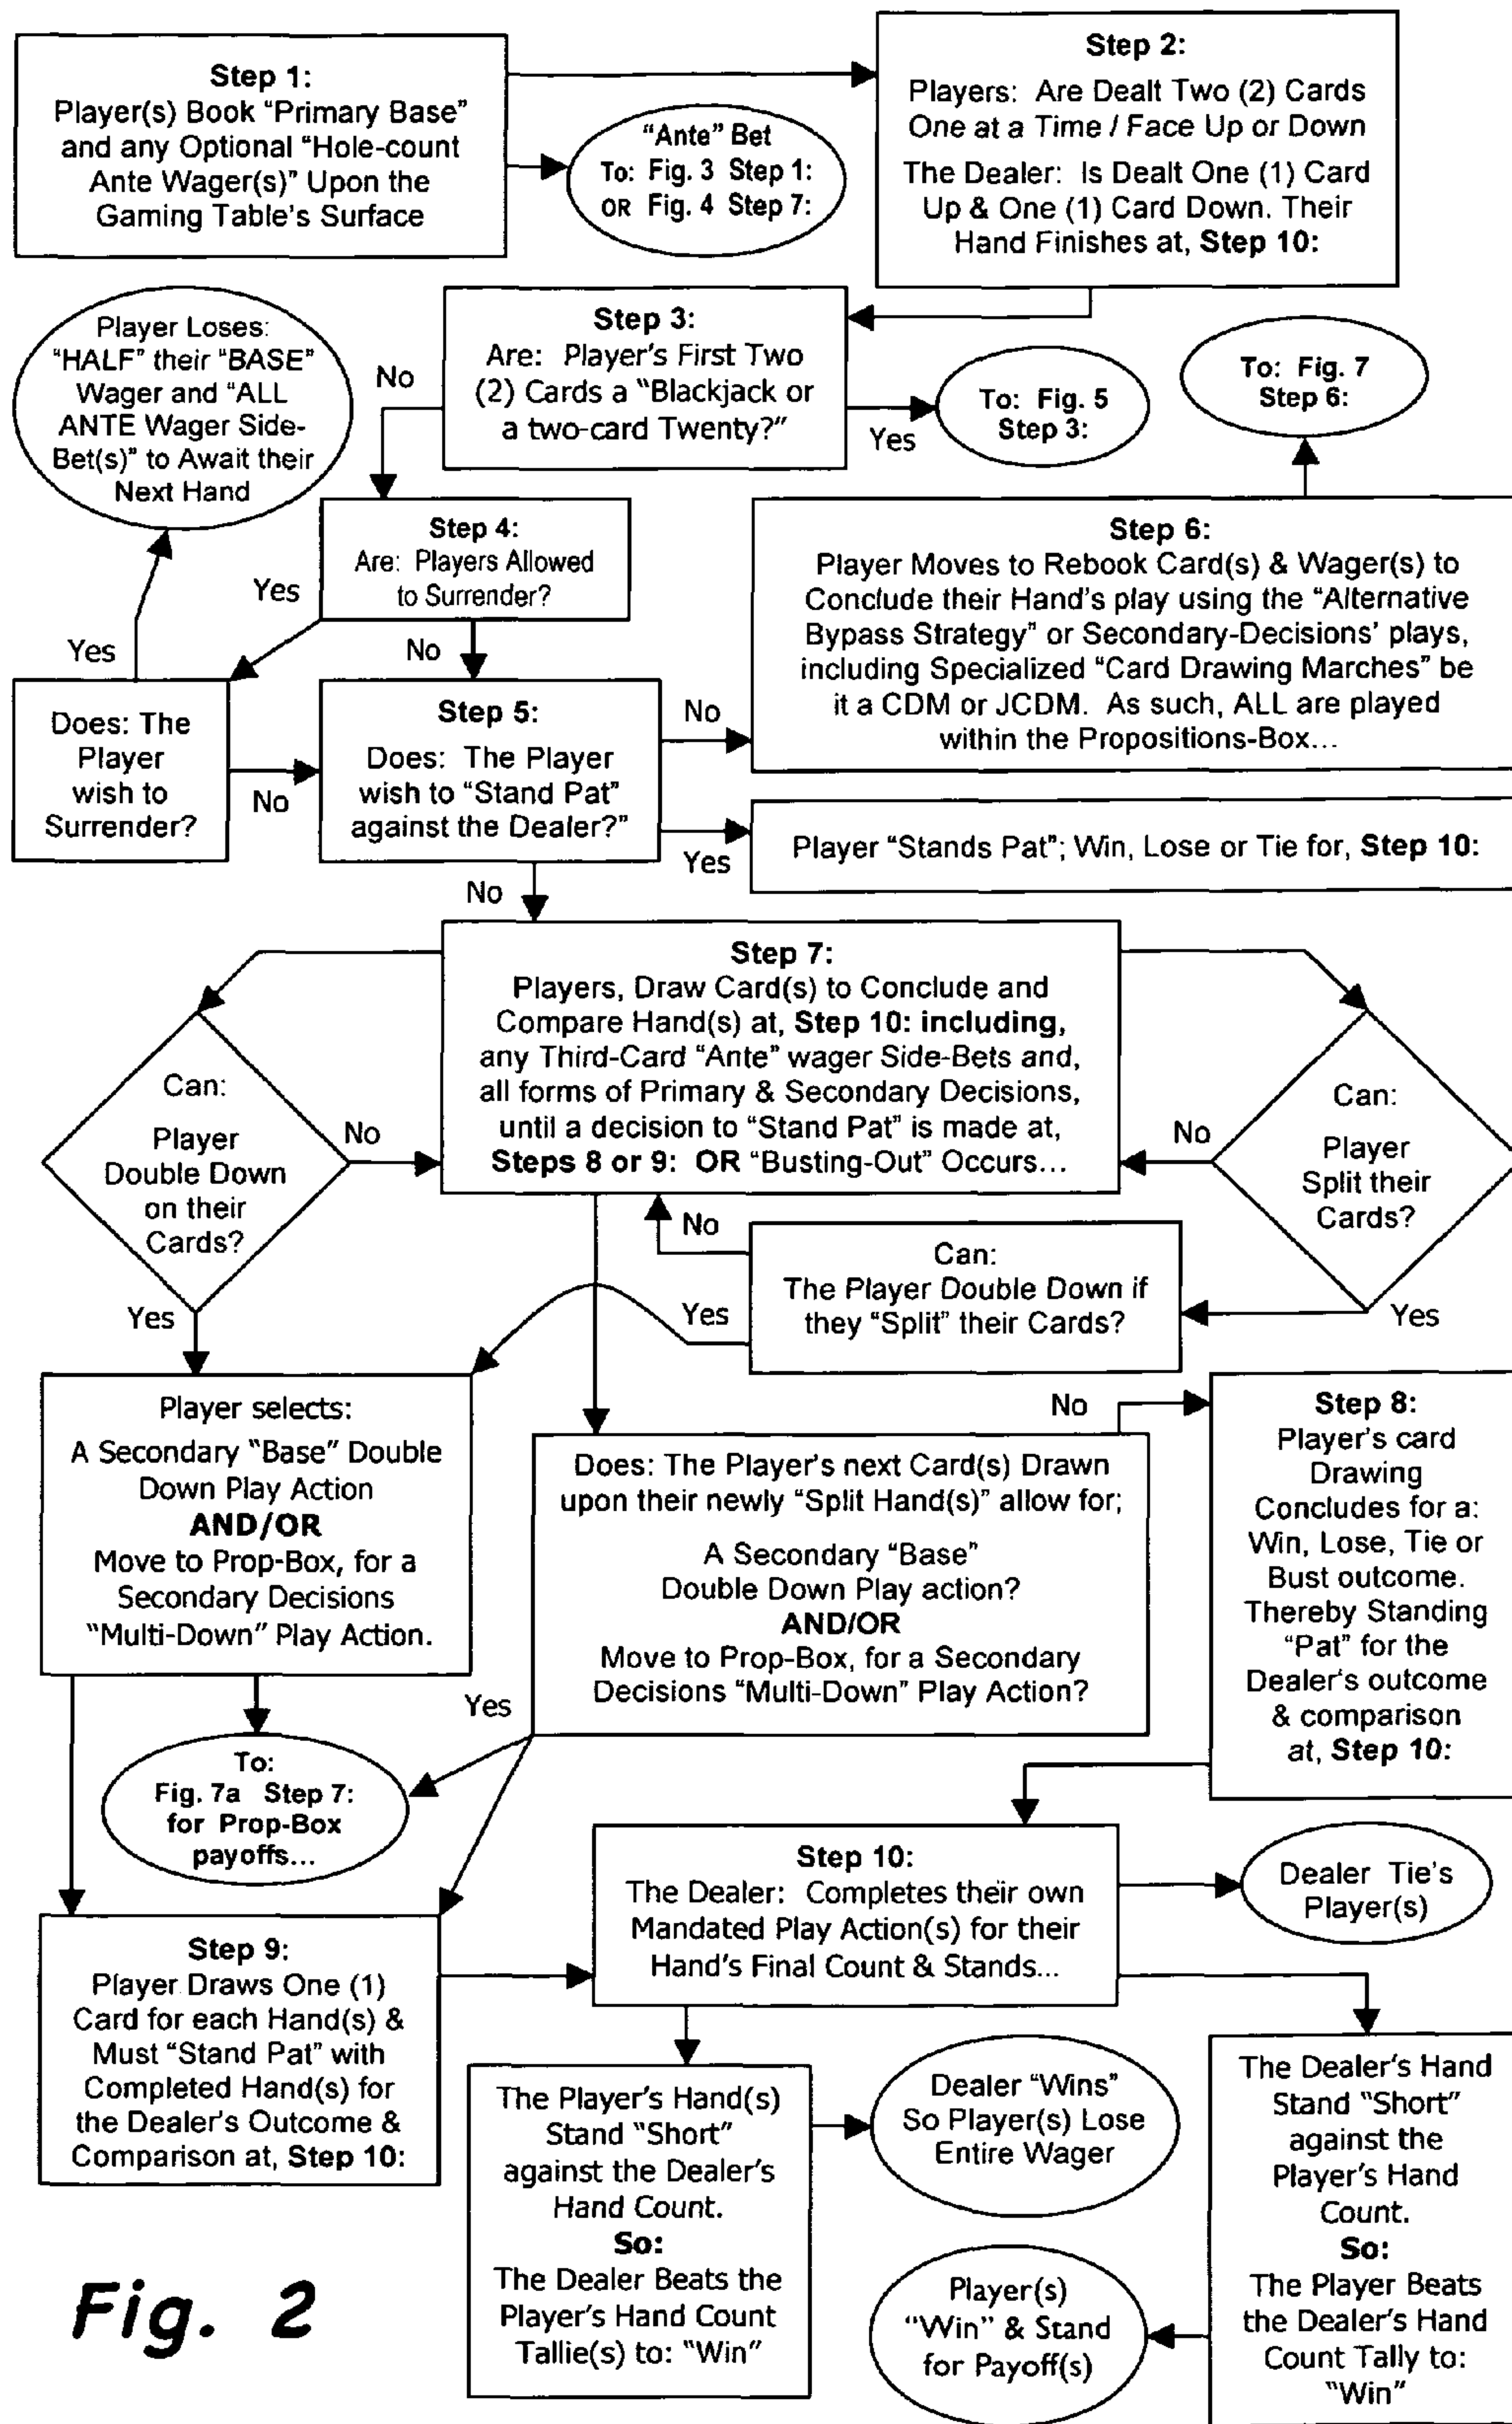 Step 1:
Player(s) Book "Primary Base"
and any Optional "Hole-count
Ante Wager(s)" Upon the
Gaming Table's Surface
"Ante" Bet
To: Fig. 3 Step 1:
OR Fig. 4 Step 7:
Step 2:
Players: Are Dealt Two (2) Cards
One at a Time / Face Up or Down
The Dealer: Is Dealt One (1) Card
Up & One (1) Card Down. Their
Hand Finishes at, Step 10:
Player Loses:
"HALF" their "BASE"
Wager and "ALL
ANTE Wager Side-
Bet(s)" to Await their
Next Hand
No
Step 3:
Are: Player's First Two
(2) Cards a "Blackjack or
a two-card Twenty?"
Yes
To: Fig. 5
Step 3:
To: Fig. 7
Step 6:
Step 4:
Are: Players Allowed
to Surrender?
Yes
No
Yes
Step 6:
Player Moves to Rebook Card(s) & Wager(s) to
Conclude their Hand's play using the "Alternative
Bypass Strategy" or Secondary-Decisions' plays,
including Specialized "Card Drawing Marches" be
it a CDM or JCDM. As such, ALL are played
within the Propositions-Box...
Does: The
Player
wish to
Surrender?
No
Step 5:
Does: The Player
wish to "Stand Pat"
against the Dealer?"
No
Yes
No
Player "Stands Pat"; Win, Lose or Tie for, Step 10:
Step 7:
Players, Draw Card(s) to Conclude and
Compare Hand(s) at, Step 10: including,
any Third-Card "Ante" wager Side-Bets and,
all forms of Primary & Secondary Decisions,
until a decision to "Stand Pat" is made at,
Steps 8 or 9: OR "Busting-Out" Occurs...
Can:
Player
Double Down
on their
Cards?
No
Yes
Can:
Player
Split their
Cards?
No
Yes
Can:
The Player Double Down if
they "Split" their Cards?
No
Yes
Player selects:
A Secondary "Base" Double
Down Play Action
AND/OR
Move to Prop-Box, for a
Secondary Decisions
"Multi-Down" Play Action.
Does: The Player's next Card(s) Drawn
upon their newly "Split Hand(s)" allow for;
A Secondary "Base"
Double Down Play action?
AND/OR
Move to Prop-Box, for a Secondary
Decisions "Multi-Down" Play Action?
No
Yes
Step 8:
Player's card
Drawing
Concludes for a:
Win, Lose, Tie or
Bust outcome.
Thereby Standing
"Pat" for the
Dealer's outcome
& comparison
at, Step 10:
To:
Fig. 7a Step 7:
for Prop-Box
payoffs...
Step 9:
Player Draws One (1)
Card for each Hand(s) &
Must "Stand Pat" with
Completed Hand(s) for
the Dealer's Outcome &
Comparison at, Step 10:
Step 10:
The Dealer: Completes their own
Mandated Play Action(s) for their
Hand's Final Count & Stands...
Dealer Tie's
Player(s)
The Player's Hand(s)
Stand "Short"
against the Dealer's
Hand Count.
So:
The Dealer Beats the
Player's Hand Count
Tallie(s) to: "Win"
Dealer "Wins"
So Player(s) Lose
Entire Wager
Player(s)
"Win" & Stand
for Payoff(s)
The Dealer's Hand
Stand "Short"
against the
Player's Hand
Count.
So:
The Player Beats
the Dealer's Hand
Count Tally to:
"Win"
Fig. 2